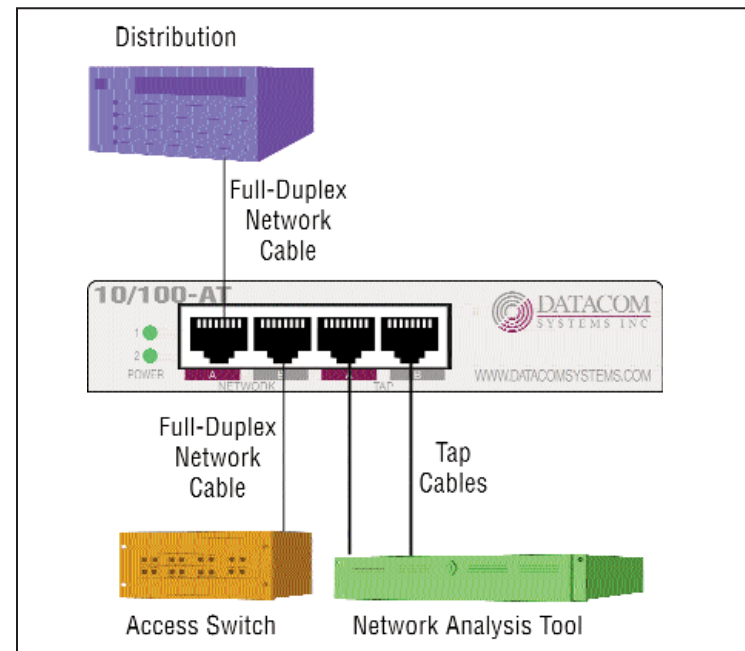 Distribution
Full-Duplex
Network
Cable
10/100-AT
DATACOM
SYSTEMS INC
1
2
POWER
A
B
A
B
NETWORK
TAP
WWW.DATACOMSYSTEMS.COM
Full-Duplex
Network
Cable
Tap
Cables
Access Switch
Network Analysis Tool